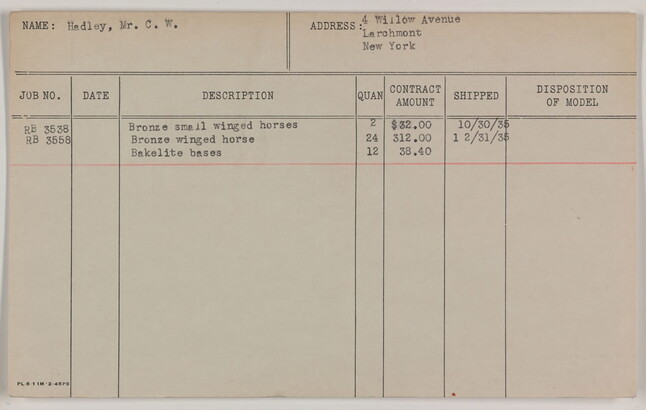 NAME: Hadley, Mr. C. W. ADDRESS: 4 Willow Avenue
Larchmont
New York
JOB NO. DATE DESCRIPTION QUAN CONTRACT AMOUNT SHIPPED DISPOSITION OF MODEL
RB 3538 Bronze small winged horses 2 $32.00 10/30/35
RB 3558 Bronze winged horse 24 312.00 1 2/31/35
Bakelite bases 12 38.40